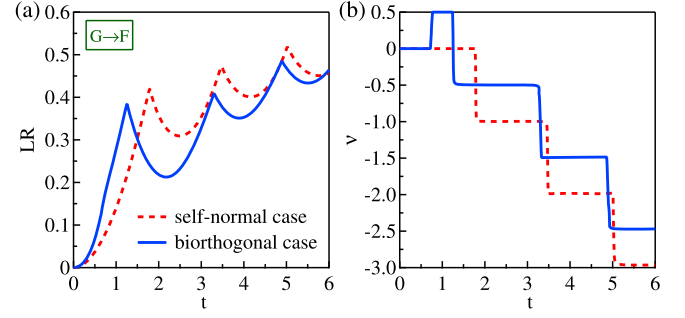 (a)
G→F
LR
0.6
0.5
0.4
0.3
0.2
0.1
0
self-normal case
biorthogonal case
0 1 2 3 4 5 6
t
(b)
ν
0
-0.5
-1.0
-1.5
-2.0
-2.5
-3.0
0 1 2 3 4 5 6
t